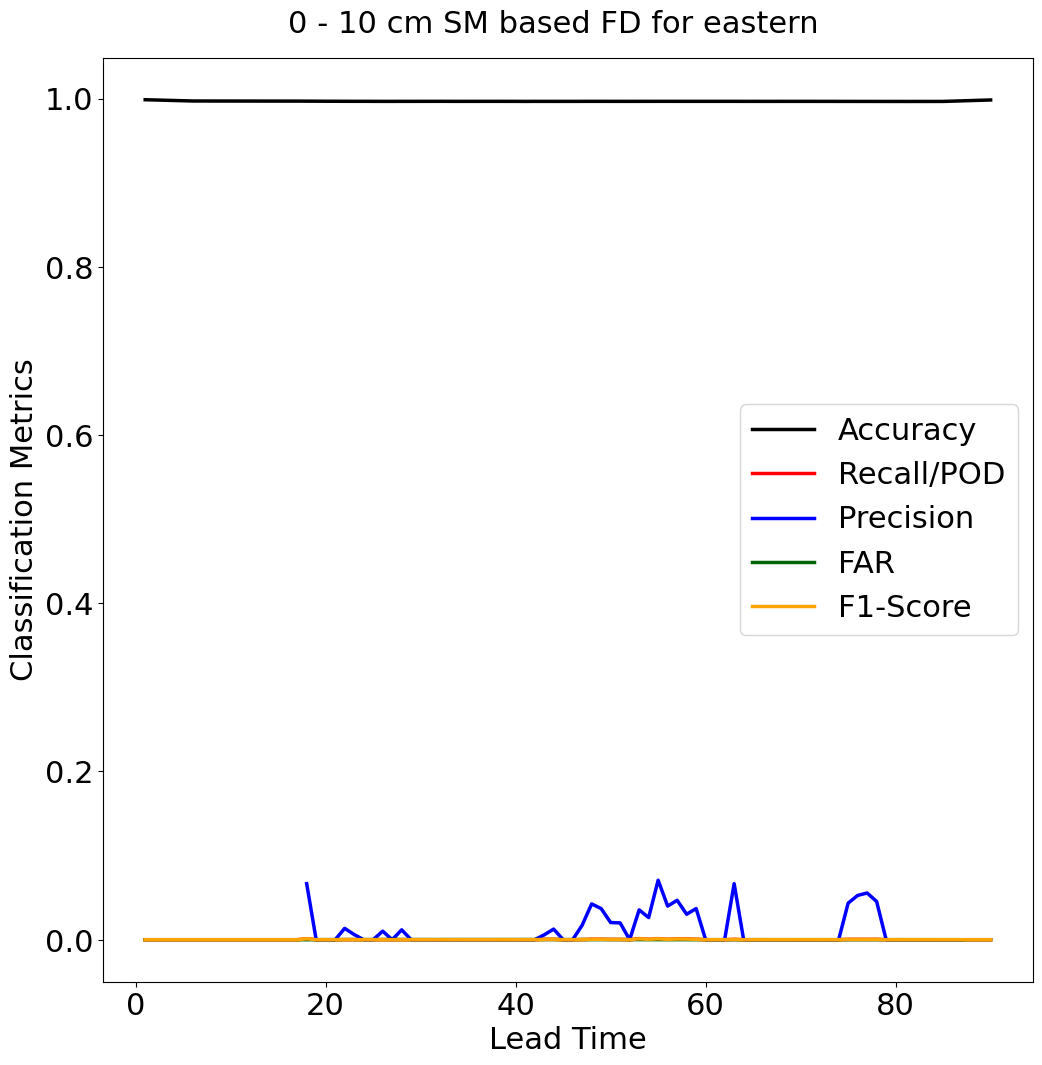 0 - 10 cm SM based FD for eastern
1.0
0.8
0.6
0.4
0.2
0.0
Classification Metrics
Accuracy
Recall/POD
Precision
FAR
F1-Score
0 20 40 60 80
Lead Time